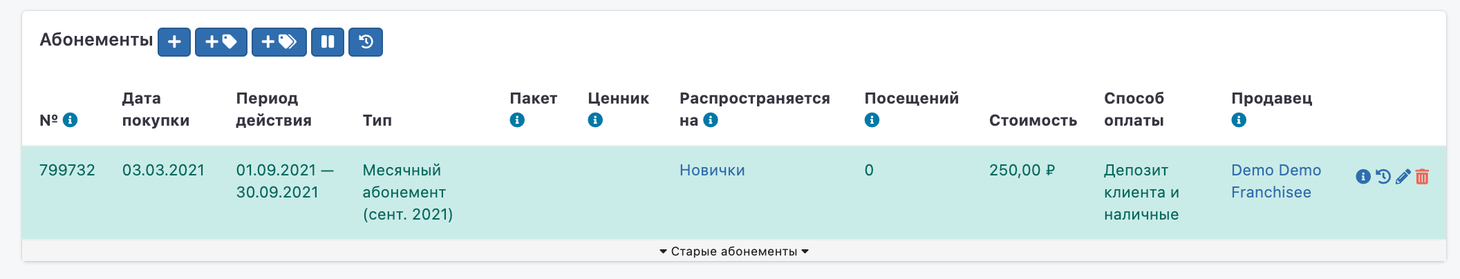 Абонементы
№ Дата покупки Период действия Тип Пакет Ценник Распространяется на Посещений Стоимость Способ оплаты Продавец
799732 03.03.2021 01.09.2021 — Месячный Новички 0 250,00 ₽ Депозит Demo Demo
30.09.2021 абонемент клиента и Franchisee
(сент. 2021) наличные
Старые абонементы